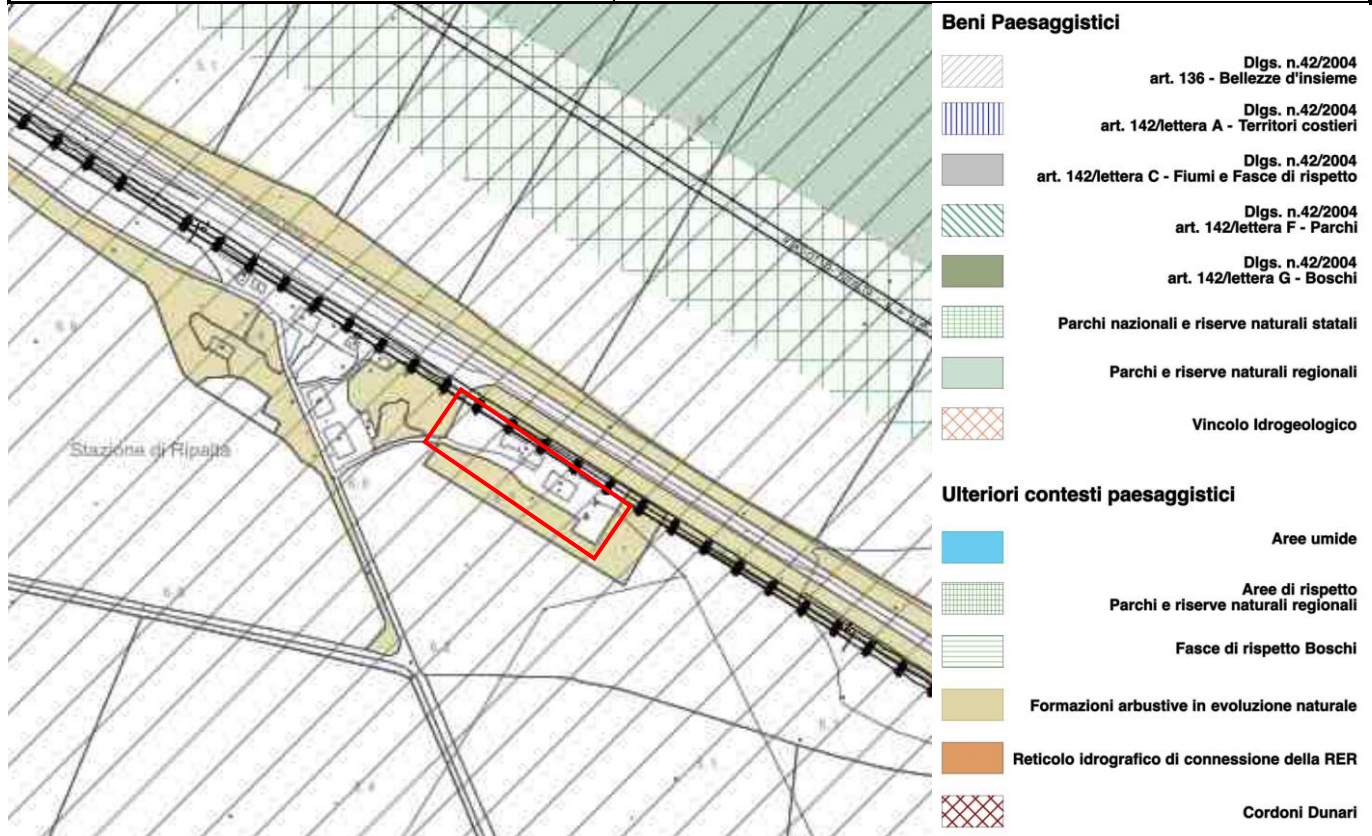 Stazione di Ripalta
Beni Paesaggistici
Dlgs. n.42/2004
art. 136 - Bellezze d'insieme
Dlgs. n.42/2004
art. 142/lettera A - Territori costieri
Dlgs. n.42/2004
art. 142/lettera C - Fiumi e Fasce di rispetto
Dlgs. n.42/2004
art. 142/lettera F - Parchi
Dlgs. n.42/2004
art. 142/lettera G - Boschi
Parchi nazionali e riserve naturali statali
Parchi e riserve naturali regionali
Vincolo Idrogeologico
Ulteriori contesti paesaggistici
Aree umide
Aree di rispetto
Parchi e riserve naturali regionali
Fasce di rispetto Boschi
Formazioni arbustive in evoluzione naturale
Reticolo idrografico di connessione della RER
Cordoni Dunari